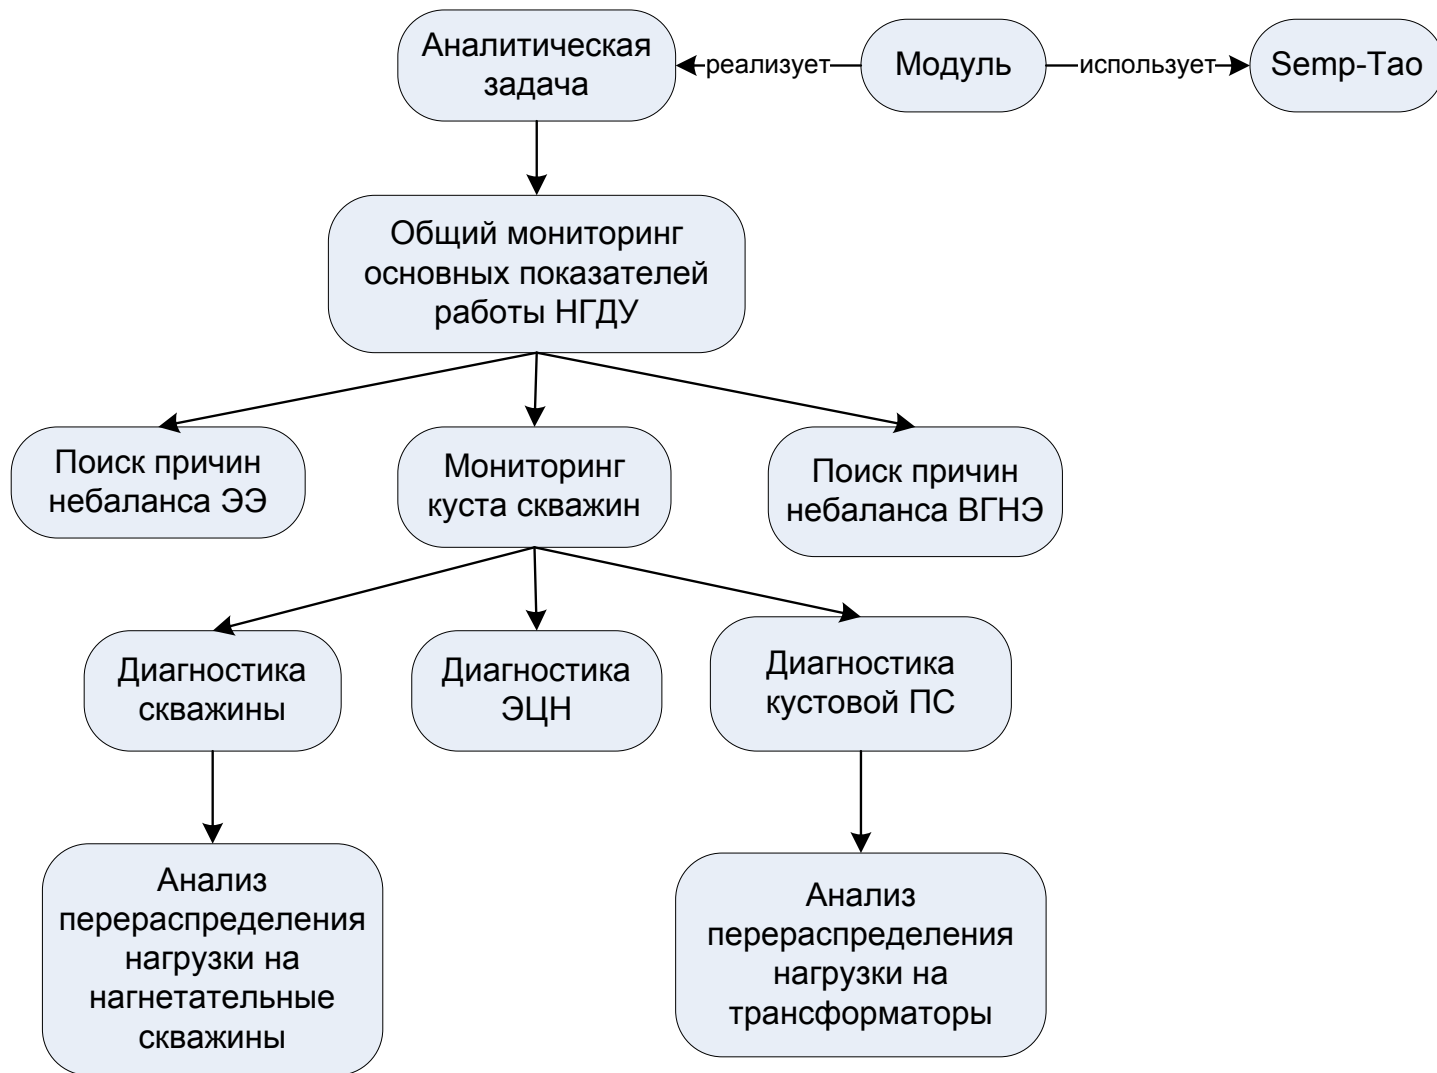 Аналитическая
задача
реализует
Модуль
использует
Semp-Tao
Общий мониторинг
основных показателей
работы НГДУ
Поиск причин
небаланса ЭЭ
Мониторинг
куста скважин
Поиск причин
небаланса ВГНЭ
Диагностика
скважины
Диагностика
ЭЦН
Диагностика
кустовой ПС
Анализ
перераспределения
нагрузки на
нагнетательные
скважины
Анализ
перераспределения
нагрузки на
трансформаторы